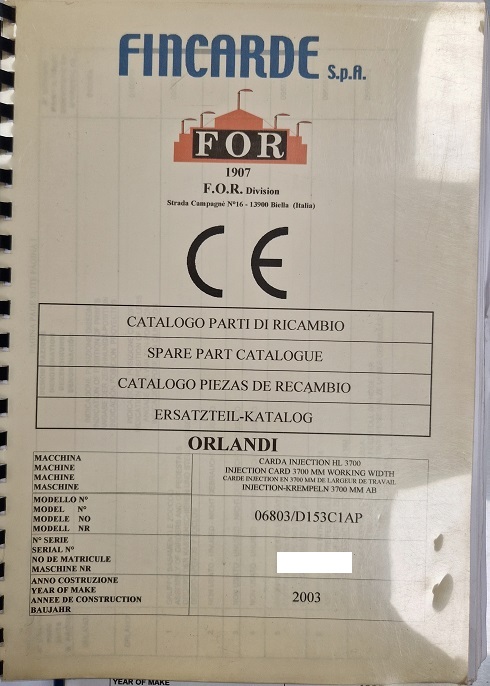 FINCARDE S.p.A.
FOR
1907
F.O.R. Division
Strada Campagnè N°16 - 13900 Biella (Italia)
CE
CATALOGO PARTI DI RICAMBIO
SPARE PART CATALOGUE
CATALOGO PIEZAS DE RECAMBIO
ERSATZTEIL-KATALOG
ORLANDI
MACCHINA
MACHINE
MACHINE
MASCHINE
CARDA INJECTION HL 3700
INJECTION CARD 3700 MM WORKING WIDTH
CARDE INJECTION EN 3700 MM DE LARGEUR DE TRAVAIL
INJECTION-KREMPELN 3700 MM AB
MODELLO N°
MODEL N°
MODELE NO
MODELL NR
06803/D153C1AP
N° SERIE
SERIAL N°
NO DE MATRICULE
MASCHINE NR
ANNO COSTRUZIONE
YEAR OF MAKE
ANNEE DE CONSTRUCTION
BAUJAHR
2003
YEAR OF MAKE